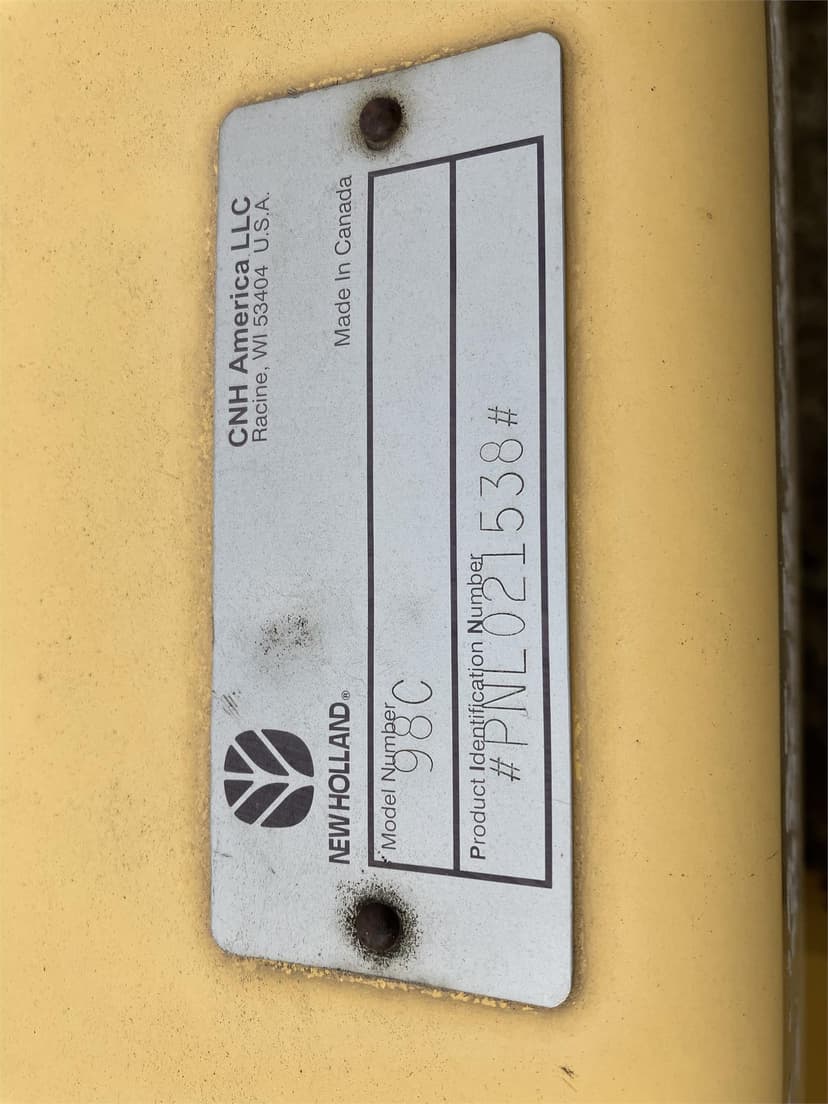 CNH America LLC
Racine, WI 53404 U.S.A.
NEW HOLLAND®
Made In Canada
Model Number
98C
Product Identification Number
#PNL021538#